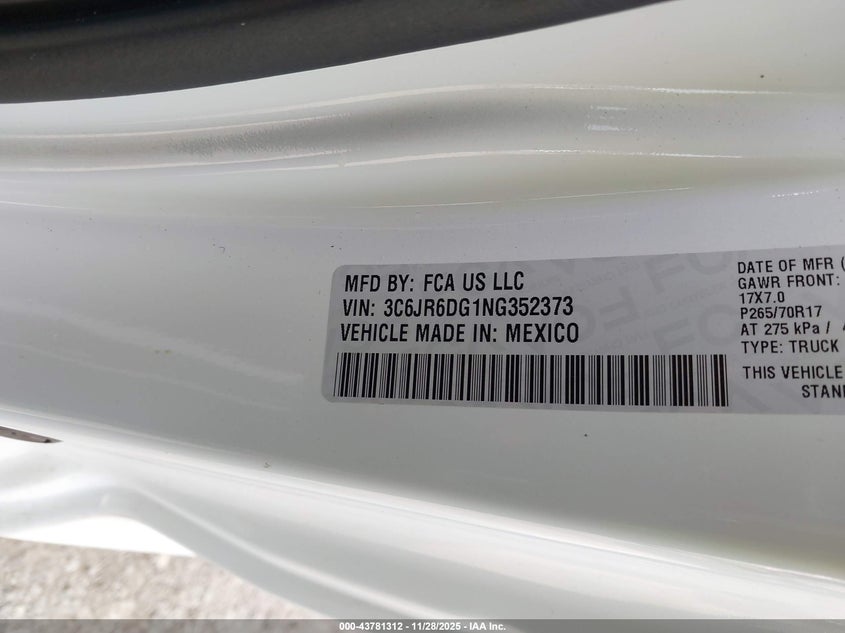 MFD BY: FCA US LLC
VIN: 3C6JR6DG1NG352373
VEHICLE MADE IN: MEXICO
DATE OF MFR (
GAWR FRONT:
17X7.0
P265/70R17
AT 275 kPa / 4
TYPE: TRUCK
THIS VEHICLE
STAN
000-43781312 - 11/28/2025 - IAA Inc.